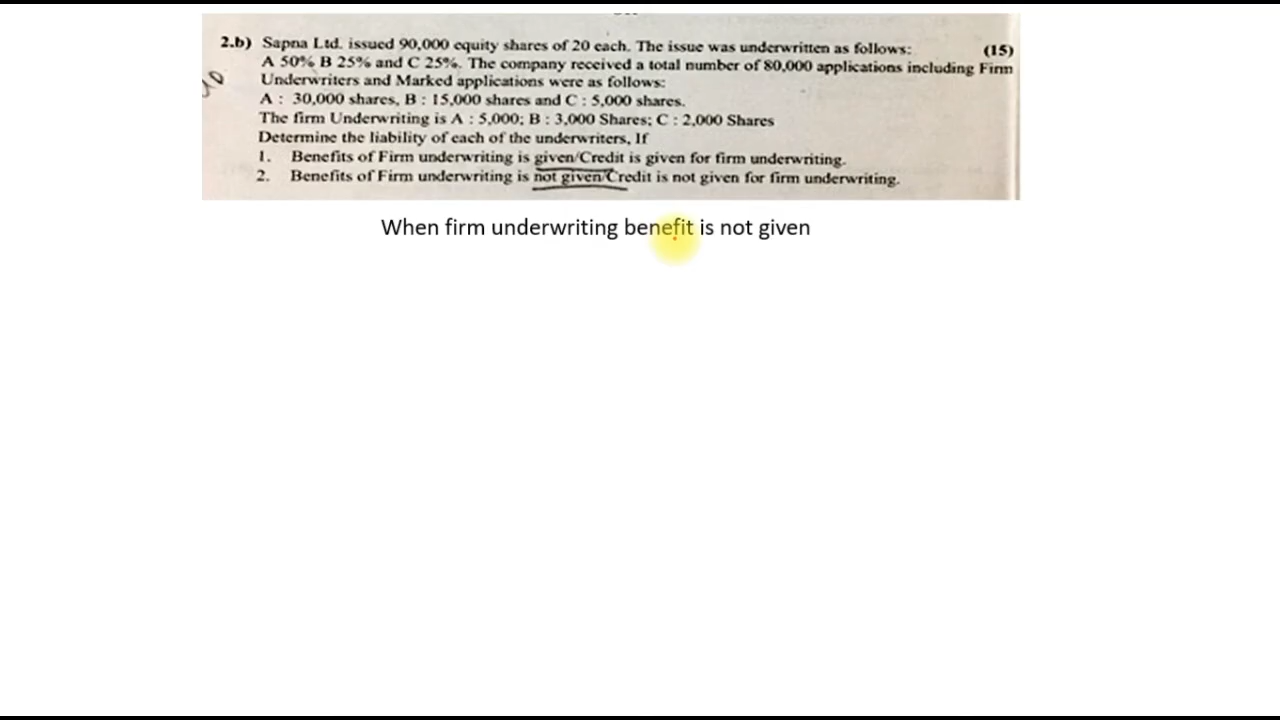 2.b) Sapna Ltd. issued 90,000 equity shares of 20 each. The issue was underwritten as follows: (15)
A 50% B 25% and C 25%. The company received a total number of 80,000 applications including Firm
Underwriters and Marked applications were as follows:
A : 30,000 shares, B : 15,000 shares and C : 5,000 shares.
The firm Underwriting is A : 5,000; B : 3,000 Shares; C : 2,000 Shares
Determine the liability of each of the underwriters, If
1. Benefits of Firm underwriting is given/Credit is given for firm underwriting.
2. Benefits of Firm underwriting is not given/Credit is not given for firm underwriting.
When firm underwriting benefit is not given